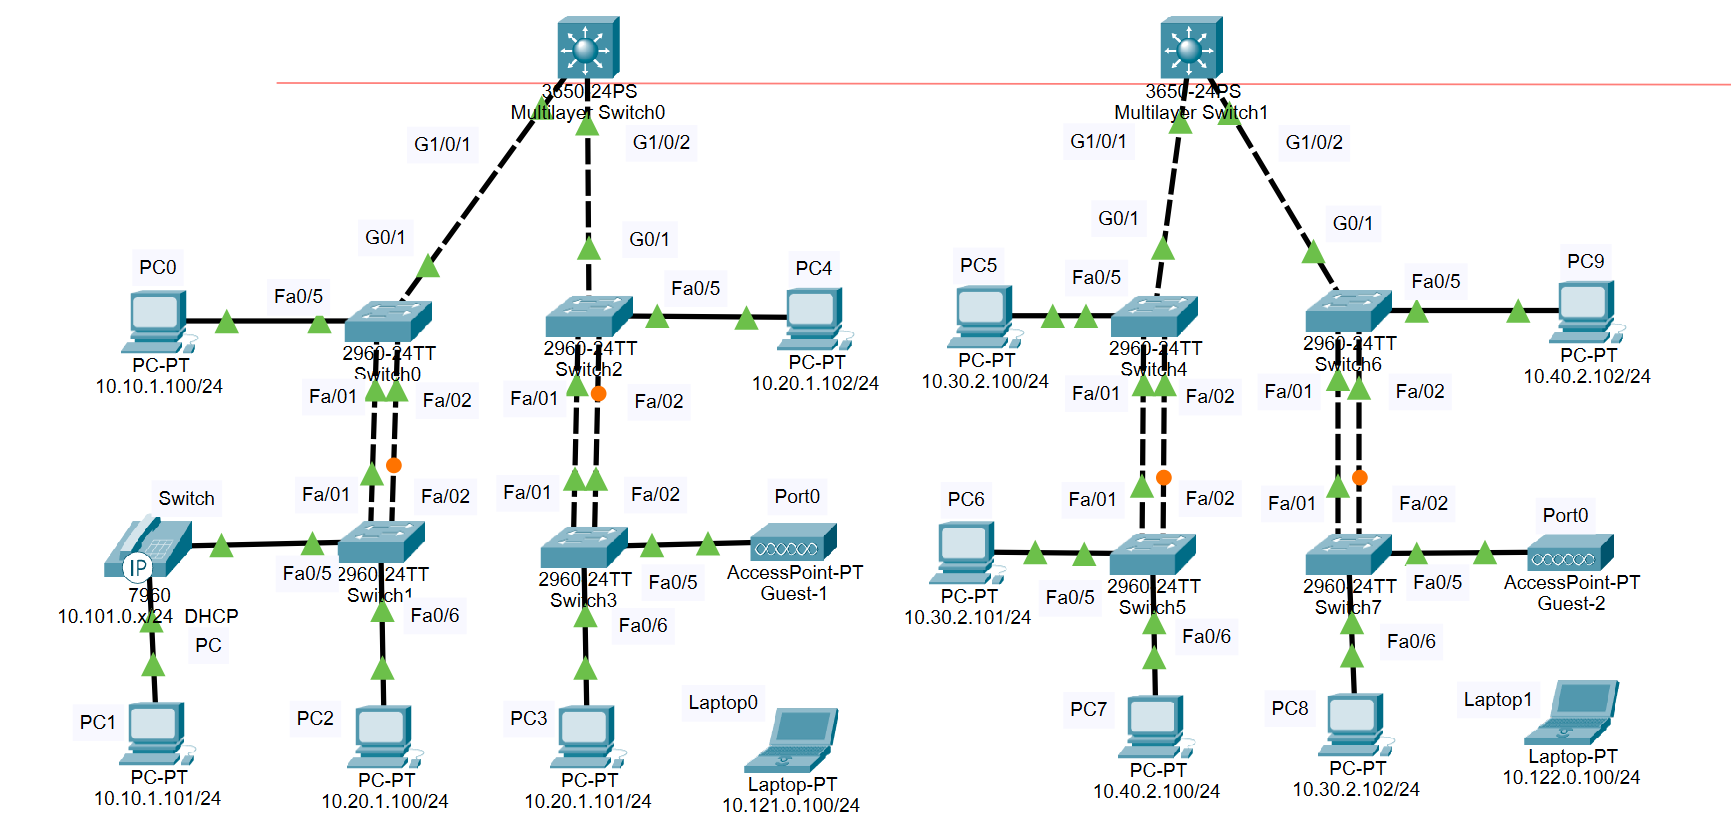 3650-24PS
Multilayer Switch0
3650-24PS
Multilayer Switch1
G1/0/1
G1/0/2
G1/0/1
G1/0/2
G0/1
G0/1
G0/1
G0/1
PC0
Fa0/5
Fa0/5
PC4
PC5
Fa0/5
Fa0/5
PC9
PC-PT
10.10.1.100/24
2960-24TT
Switch0
2960-24TT
Switch2
PC-PT
10.20.1.102/24
PC-PT
10.30.2.100/24
2960-24TT
Switch4
2960-24TT
Switch6
PC-PT
10.40.2.102/24
Fa/01
Fa/02
Fa/01
Fa/02
Fa/01
Fa/02
Fa/01
Fa/02
Fa/01
Fa/02
Fa/01
Fa/02
Fa/01
Fa/02
Fa/01
Fa/02
Switch
Port0
PC6
Port0
IP
7960
10.101.0.x/24 DHCP
PC
Fa0/5
2960-24TT
Switch1
Fa0/6
2960-24TT
Switch3
Fa0/5
Fa0/6
AccessPoint-PT
Guest-1
PC-PT
10.30.2.101/24
Fa0/5
2960-24TT
Switch5
Fa0/6
2960-24TT
Switch7
Fa0/5
Fa0/6
AccessPoint-PT
Guest-2
PC1
PC-PT
10.10.1.101/24
PC2
PC-PT
10.20.1.100/24
PC3
PC-PT
10.20.1.101/24
Laptop0
Laptop-PT
10.121.0.100/24
PC7
PC-PT
10.40.2.100/24
PC8
PC-PT
10.30.2.102/24
Laptop1
Laptop-PT
10.122.0.100/24